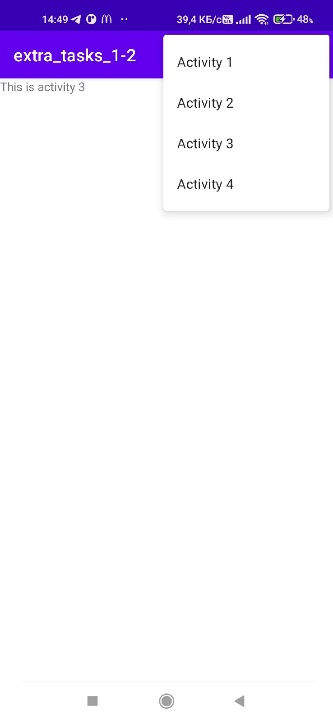 14:49
39,4 КБ/с
48%
extra_tasks_1-2
This is activity 3
Activity 1
Activity 2
Activity 3
Activity 4